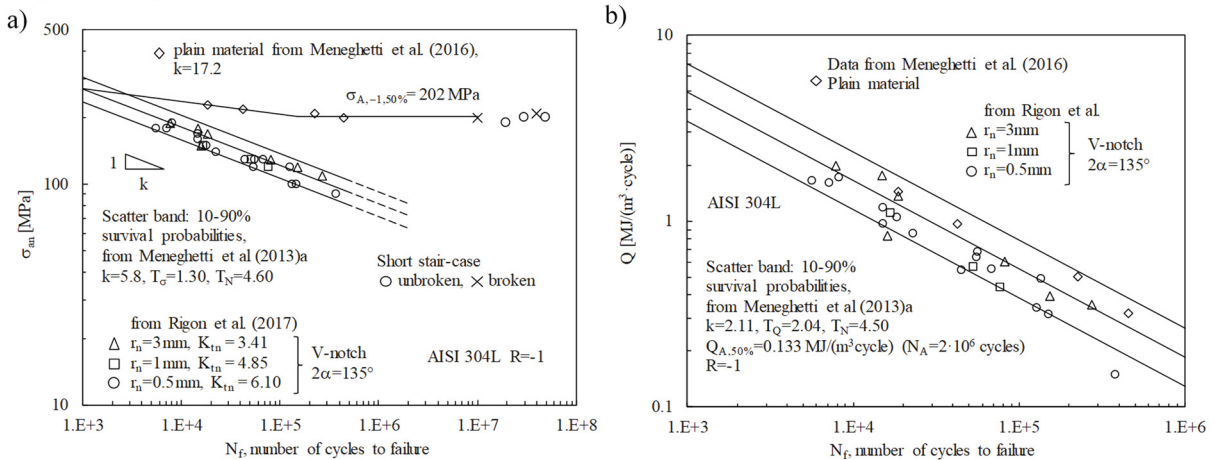 a)
500
100
10
σan [MPa]
1.E+3 1.E+4 1.E+5 1.E+6 1.E+7 1.E+8
Nf, number of cycles to failure
plain material from Meneghetti et al. (2016),
k=17.2
σA,−1,50% = 202 MPa
1
k
Scatter band: 10-90%
survival probabilities,
from Meneghetti et al (2013)a
k=5.8, Tσ=1.30, TN=4.60
Short stair-case
unbroken, broken
from Rigon et al. (2017)
rn=3mm, Ktn = 3.41
rn=1mm, Ktn = 4.85
rn=0.5mm, Ktn = 6.10
V-notch
2α=135°
AISI 304L R=-1
b)
10
1
0.1
Q [MJ/(m³·cycle)]
1.E+3 1.E+4 1.E+5 1.E+6
Nf, number of cycles to failure
Data from Meneghetti et al. (2016)
Plain material
from Rigon et al.
rn=3mm
rn=1mm
rn=0.5mm
V-notch
2α=135°
AISI 304L
Scatter band: 10-90%
survival probabilities,
from Meneghetti et al (2013)a
k=2.11, TQ=2.04, TN=4.50
QA,50%=0.133 MJ/(m³cycle) (NA=2·10⁶ cycles)
R=-1